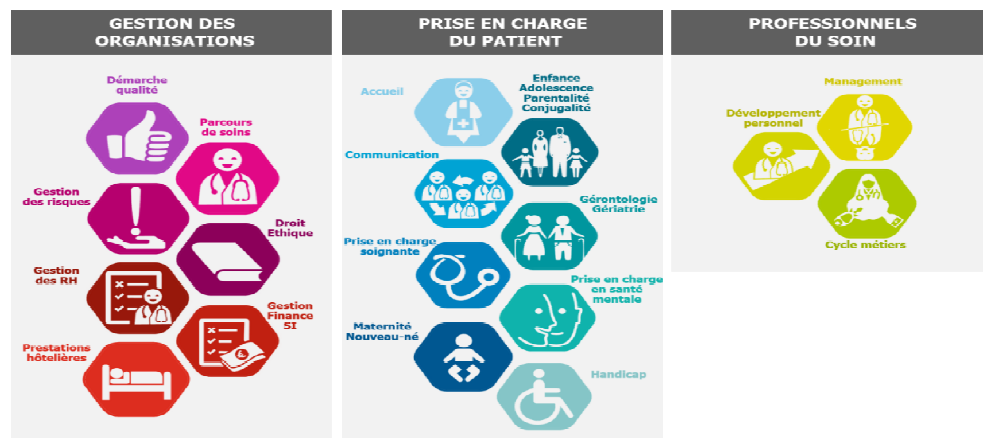 GESTION DES
ORGANISATIONS
Démarche
qualité
Parcours
de soins
Gestion
des risques
Droit
Ethique
Gestion
des RH
Gestion
Finance
SI
Prestations
hôtelières
PRISE EN CHARGE
DU PATIENT
Accueil
Enfance
Adolescence
Parentalité
Conjugalité
Communication
Gérontologie
Gériatrie
Prise en charge
soignante
Prise en charge
en santé
mentale
Maternité
Nouveau-né
Handicap
PROFESSIONNELS
DU SOIN
Management
Développement
personnel
Cycle métiers